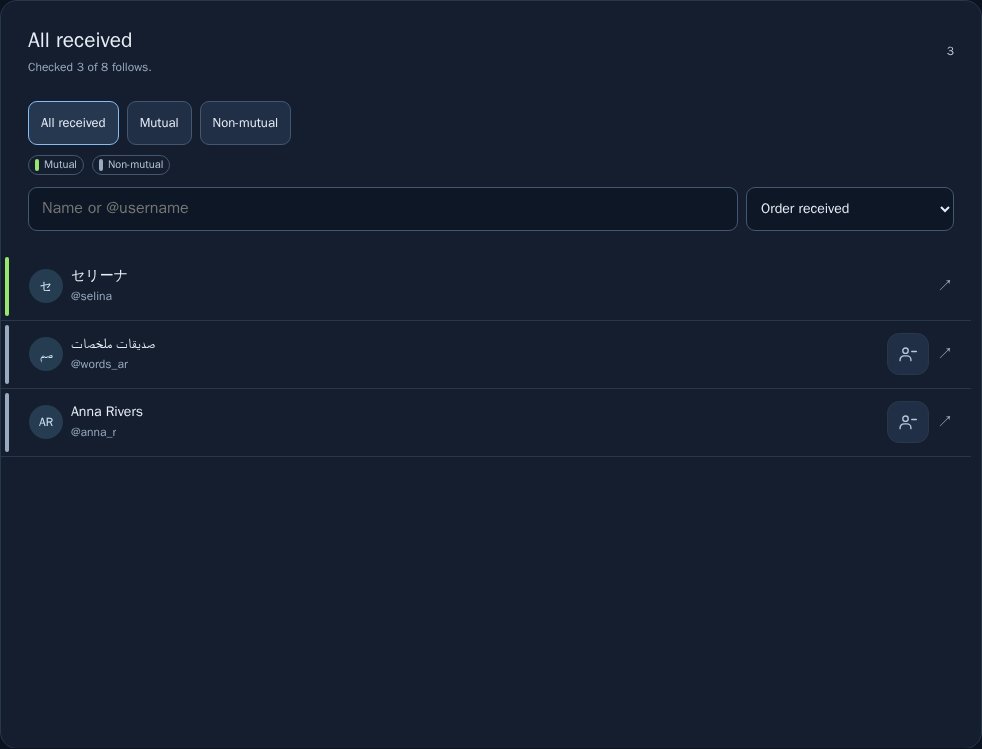 All received
Checked 3 of 8 follows.
3
All received
Mutual
Non-mutual
Mutual
Non-mutual
Name or @username
Order received
セ
セリーナ
@selina
صم
صديقات ملخصات
@words_ar
AR
Anna Rivers
@anna_r